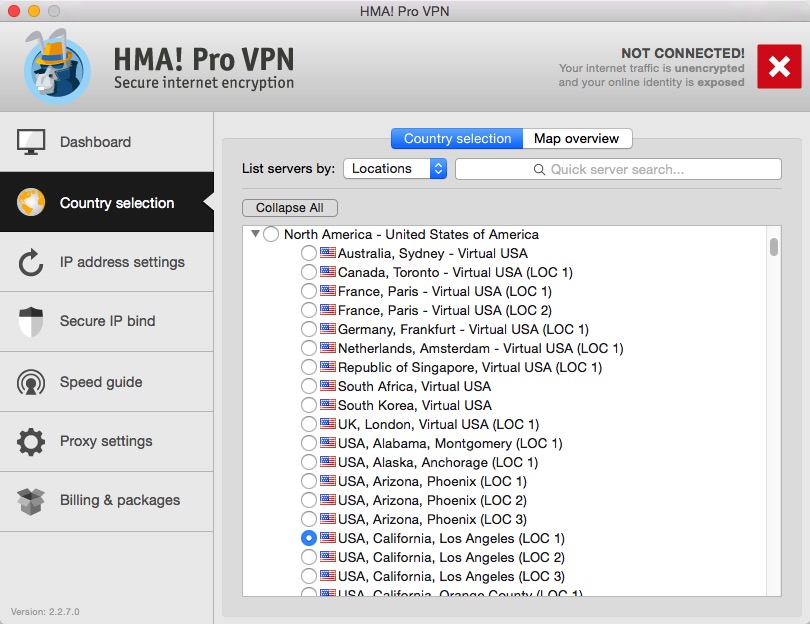 HMA! Pro VPN
HMA! Pro VPN
Secure internet encryption
NOT CONNECTED!
Your internet traffic is unencrypted
and your online identity is exposed
Dashboard
Country selection
IP address settings
Secure IP bind
Speed guide
Proxy settings
Billing & packages
Version: 2.2.7.0
Country selection
Map overview
List servers by:
Locations
Quick server search...
Collapse All
North America - United States of America
Australia, Sydney - Virtual USA
Canada, Toronto - Virtual USA (LOC 1)
France, Paris - Virtual USA (LOC 1)
France, Paris - Virtual USA (LOC 2)
Germany, Frankfurt - Virtual USA (LOC 1)
Netherlands, Amsterdam - Virtual USA (LOC 1)
Republic of Singapore, Virtual USA (LOC 1)
South Africa, Virtual USA
South Korea, Virtual USA
UK, London, Virtual USA (LOC 1)
USA, Alabama, Montgomery (LOC 1)
USA, Alaska, Anchorage (LOC 1)
USA, Arizona, Phoenix (LOC 1)
USA, Arizona, Phoenix (LOC 2)
USA, Arizona, Phoenix (LOC 3)
USA, California, Los Angeles (LOC 1)
USA, California, Los Angeles (LOC 2)
USA, California, Los Angeles (LOC 3)
USA, California, Orange County (LOC 1)